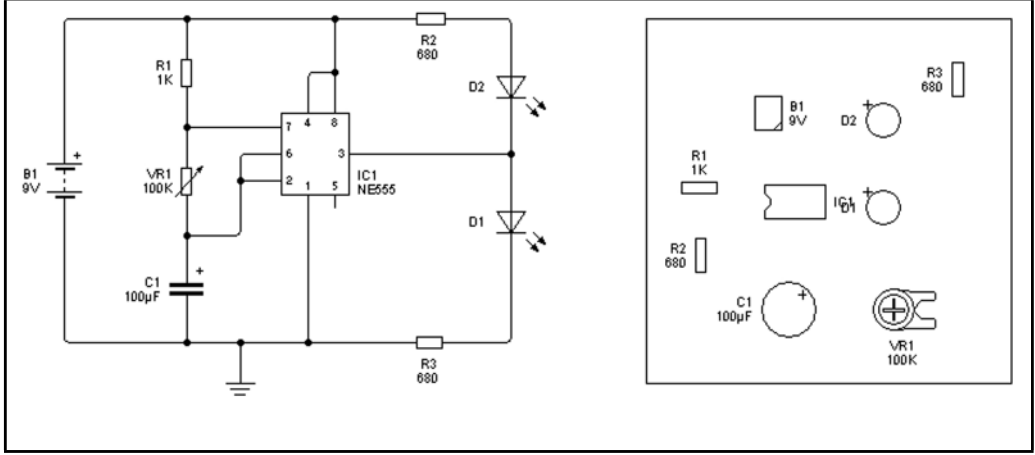 R2
680
R1
1K
D2
+
4
8
7
6
3
2
1
5
IC1
NE555
VR1
100K
+
B1
9V
D1
+
C1
100µF
R3
680
R3
680
B1
9V
+
D2
R1
1K
+
IC1
D1
R2
680
C1
100µF
+
VR1
100K